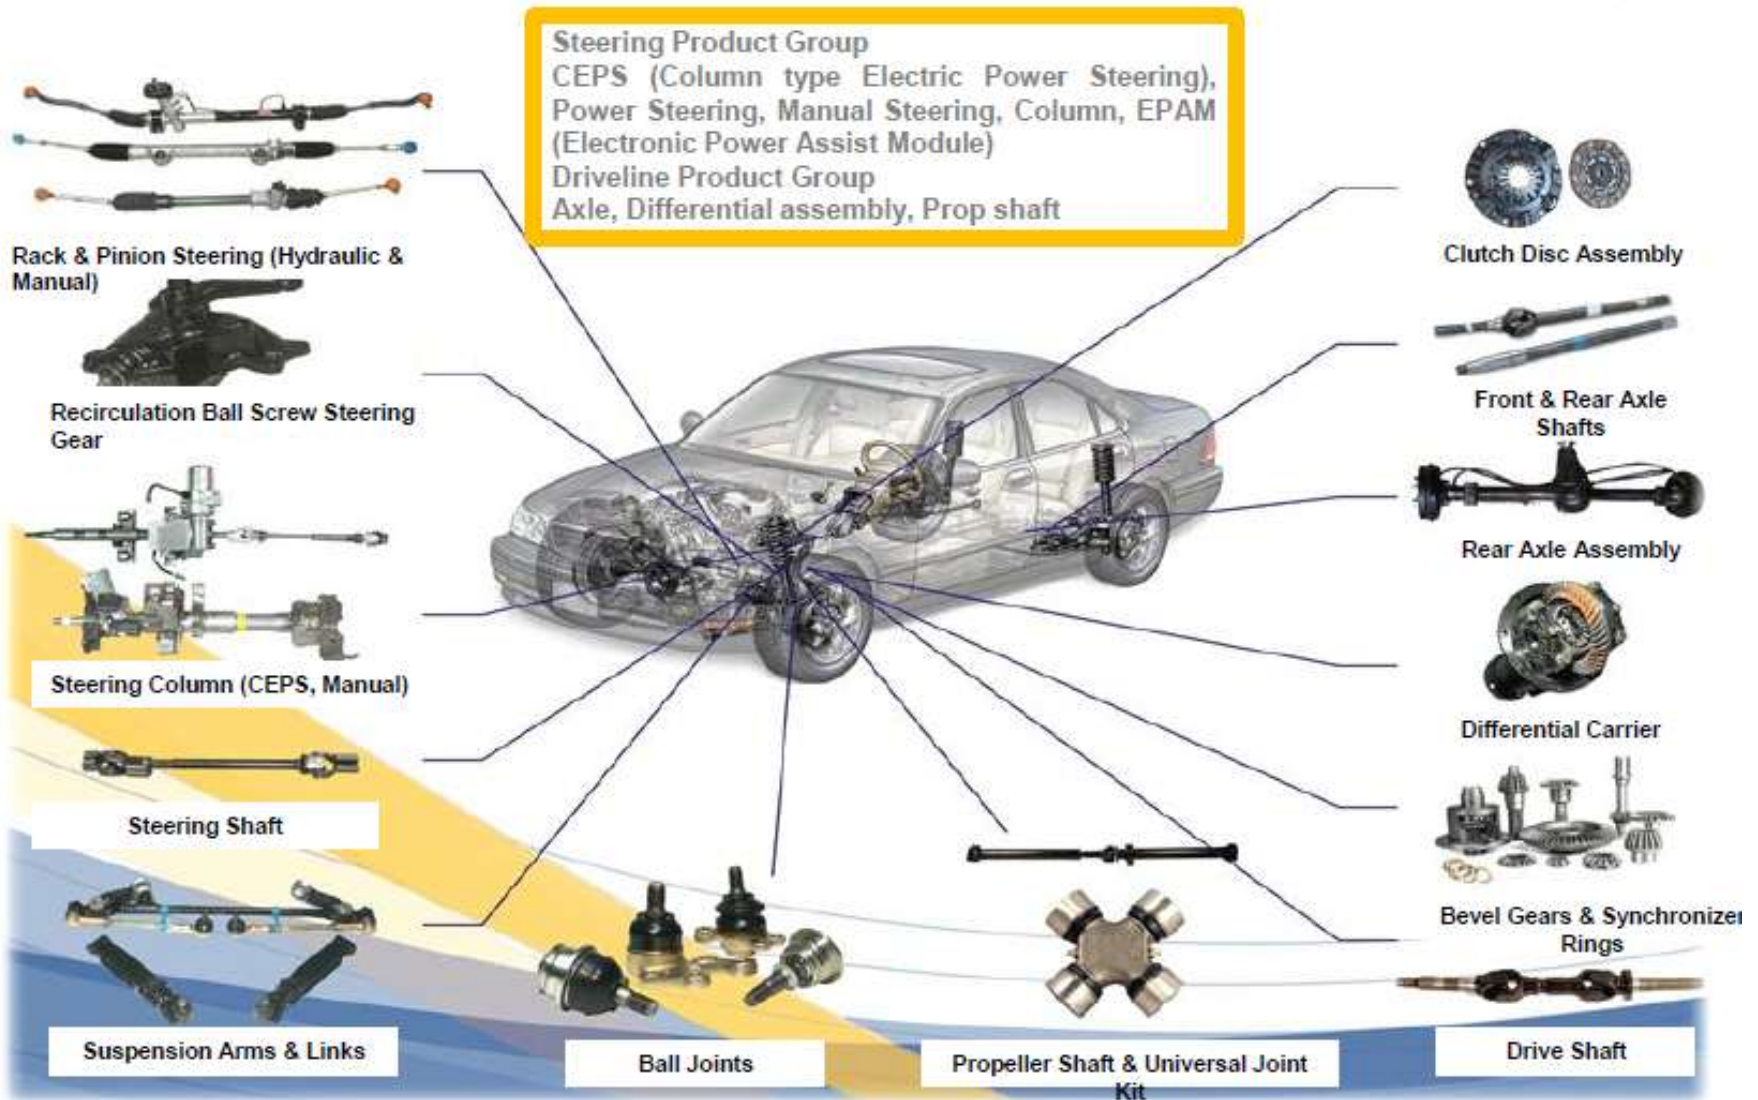 Steering Product Group
CEPS (Column type Electric Power Steering),
Power Steering, Manual Steering, Column, EPAM
(Electronic Power Assist Module)
Driveline Product Group
Axle, Differential assembly, Prop shaft
Rack & Pinion Steering (Hydraulic &
Manual)
Recirculation Ball Screw Steering
Gear
Steering Column (CEPS, Manual)
Steering Shaft
Suspension Arms & Links
Ball Joints
Propeller Shaft & Universal Joint
Kit
Clutch Disc Assembly
Front & Rear Axle
Shafts
Rear Axle Assembly
Differential Carrier
Bevel Gears & Synchronizer
Rings
Drive Shaft